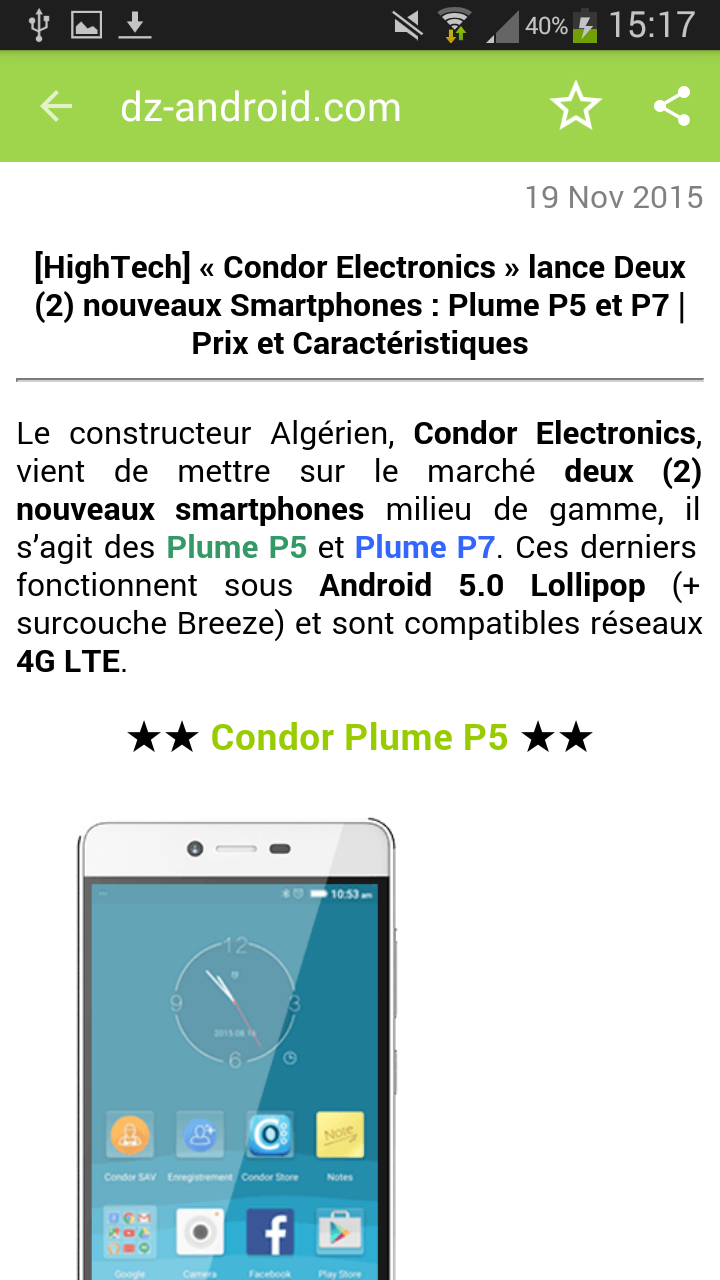 40% 15:17
dz-android.com
19 Nov 2015
[HighTech] « Condor Electronics » lance Deux
(2) nouveaux Smartphones : Plume P5 et P7 |
Prix et Caractéristiques
Le constructeur Algérien, Condor Electronics,
vient de mettre sur le marché deux (2)
nouveaux smartphones milieu de gamme, il
s’agit des Plume P5 et Plume P7. Ces derniers
fonctionnent sous Android 5.0 Lollipop (+
surcouche Breeze) et sont compatibles réseaux
4G LTE.
★★ Condor Plume P5 ★★
10:53 am
12
9 3
2015.08.14
6
Note
Condor SAV Enregistrement Condor Store Notes
Google Camera Facebook Play Store